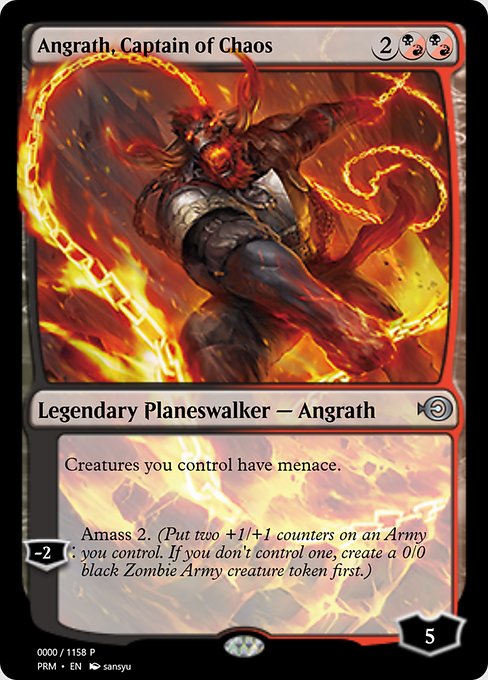 Angrath, Captain of Chaos 2
Legendary Planeswalker — Angrath
Creatures you control have menace.
-2 : Amass 2. (Put two +1/+1 counters on an Army
you control. If you don't control one, create a 0/0
black Zombie Army creature token first.)
5
0000 / 1158 P
PRM • EN sansyu